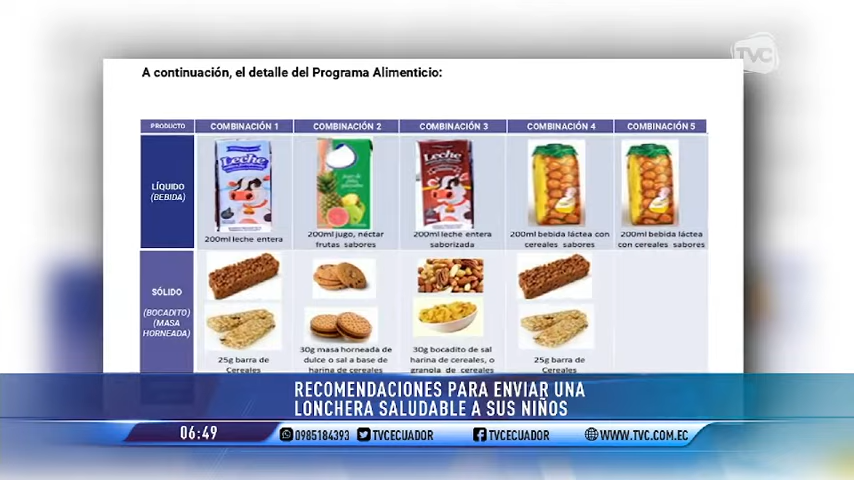 TVC
A continuación, el detalle del Programa Alimenticio:
PRODUCTO
COMBINACIÓN 1
COMBINACIÓN 2
COMBINACIÓN 3
COMBINACIÓN 4
COMBINACIÓN 5
LÍQUIDO
(BEBIDA)
Leche
Leche
200ml leche entera
200ml jugo, néctar
frutas sabores
200ml leche entera
saborizada
200ml bebida láctea con
cereales sabores
200ml bebida láctea
con cereales sabores
SÓLIDO
(BOCADITO)
(MASA
HORNEADA)
25g barra de
Cereales
30g masa horneada de
dulce o sal a base de
harina de cereales
30g bocadito de sal
harina de cereales, o
granola de cereales
25g barra de
Cereales
RECOMENDACIONES PARA ENVIAR UNA
LONCHERA SALUDABLE A SUS NIÑOS
06:49
0985184393
TVCECUADOR
TVCECUADOR
WWW.TVC.COM.EC